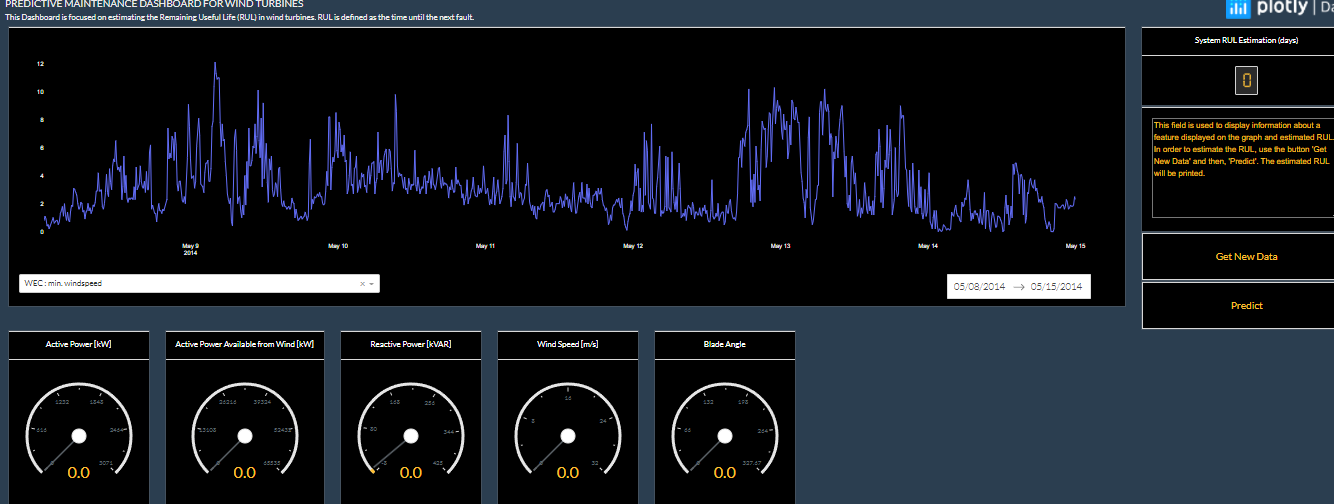 PREDICTIVE MAINTENANCE DASHBOARD FOR WIND TURBINES
This Dashboard is focused on estimating the Remaining Useful Life (RUL) in wind turbines. RUL is defined as the time until the next fault.
plotly | Da
12
10
8
6
4
2
0
May 9
2014
May 10
May 11
May 12
May 13
May 14
May 15
WEC : min. windspeed
05/08/2014 → 05/15/2014
System RUL Estimation (days)
0
This field is used to display information about a
feature displayed on the graph and estimated RUL.
In order to estimate the RUL, use the button 'Get
New Data' and then, 'Predict'. The estimated RUL
will be printed.
Get New Data
Predict
Active Power [kW]
1232
1848
616
2464
0
3071
0.0
Active Power Available from Wind [kW]
26216
39324
13108
52432
0
65535
0.0
Reactive Power [kVAR]
168
256
80
344
-8
425
0.0
Wind Speed [m/s]
16
8
24
0
32
0.0
Blade Angle
132
198
66
264
0
327.67
0.0